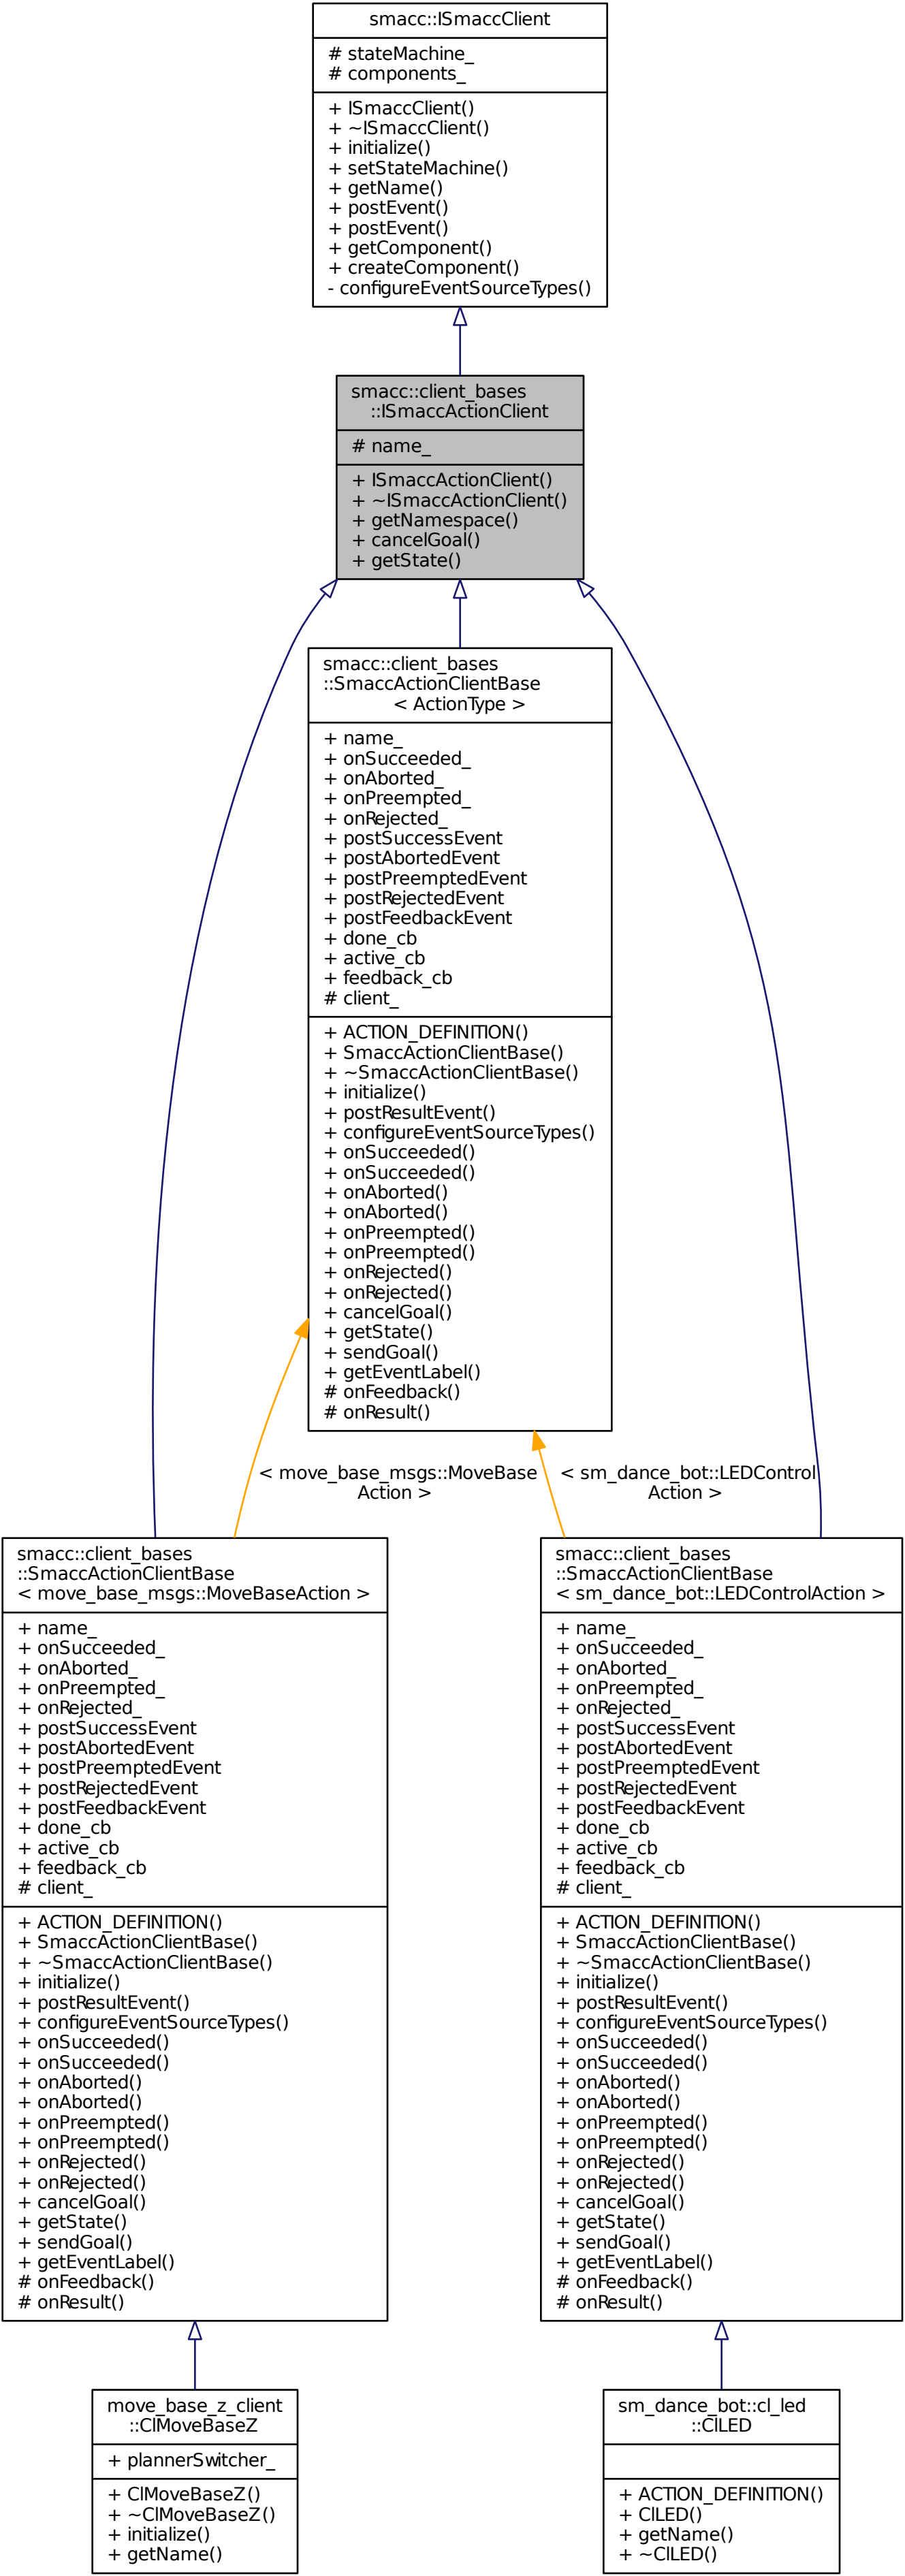 smacc::ISmaccClient
# stateMachine_
# components_
+ ISmaccClient()
+ ~ISmaccClient()
+ initialize()
+ setStateMachine()
+ getName()
+ postEvent()
+ postEvent()
+ getComponent()
+ createComponent()
- configureEventSourceTypes()
smacc::client_bases
::ISmaccActionClient
# name_
+ ISmaccActionClient()
+ ~ISmaccActionClient()
+ getNamespace()
+ cancelGoal()
+ getState()
smacc::client_bases
::SmaccActionClientBase
< ActionType >
+ name_
+ onSucceeded_
+ onAborted_
+ onPreempted_
+ onRejected_
+ postSuccessEvent
+ postAbortedEvent
+ postPreemptedEvent
+ postRejectedEvent
+ postFeedbackEvent
+ done_cb
+ active_cb
+ feedback_cb
# client_
+ ACTION_DEFINITION()
+ SmaccActionClientBase()
+ ~SmaccActionClientBase()
+ initialize()
+ postResultEvent()
+ configureEventSourceTypes()
+ onSucceeded()
+ onSucceeded()
+ onAborted()
+ onAborted()
+ onPreempted()
+ onPreempted()
+ onRejected()
+ onRejected()
+ cancelGoal()
+ getState()
+ sendGoal()
+ getEventLabel()
# onFeedback()
# onResult()
< move_base_msgs::MoveBase
Action >
< sm_dance_bot::LEDControl
Action >
smacc::client_bases
::SmaccActionClientBase
< move_base_msgs::MoveBaseAction >
+ name_
+ onSucceeded_
+ onAborted_
+ onPreempted_
+ onRejected_
+ postSuccessEvent
+ postAbortedEvent
+ postPreemptedEvent
+ postRejectedEvent
+ postFeedbackEvent
+ done_cb
+ active_cb
+ feedback_cb
# client_
+ ACTION_DEFINITION()
+ SmaccActionClientBase()
+ ~SmaccActionClientBase()
+ initialize()
+ postResultEvent()
+ configureEventSourceTypes()
+ onSucceeded()
+ onSucceeded()
+ onAborted()
+ onAborted()
+ onPreempted()
+ onPreempted()
+ onRejected()
+ onRejected()
+ cancelGoal()
+ getState()
+ sendGoal()
+ getEventLabel()
# onFeedback()
# onResult()
smacc::client_bases
::SmaccActionClientBase
< sm_dance_bot::LEDControlAction >
+ name_
+ onSucceeded_
+ onAborted_
+ onPreempted_
+ onRejected_
+ postSuccessEvent
+ postAbortedEvent
+ postPreemptedEvent
+ postRejectedEvent
+ postFeedbackEvent
+ done_cb
+ active_cb
+ feedback_cb
# client_
+ ACTION_DEFINITION()
+ SmaccActionClientBase()
+ ~SmaccActionClientBase()
+ initialize()
+ postResultEvent()
+ configureEventSourceTypes()
+ onSucceeded()
+ onSucceeded()
+ onAborted()
+ onAborted()
+ onPreempted()
+ onPreempted()
+ onRejected()
+ onRejected()
+ cancelGoal()
+ getState()
+ sendGoal()
+ getEventLabel()
# onFeedback()
# onResult()
move_base_z_client
::ClMoveBaseZ
+ plannerSwitcher_
+ ClMoveBaseZ()
+ ~ClMoveBaseZ()
+ initialize()
+ getName()
sm_dance_bot::cl_led
::ClLED
+ ACTION_DEFINITION()
+ ClLED()
+ getName()
+ ~ClLED()